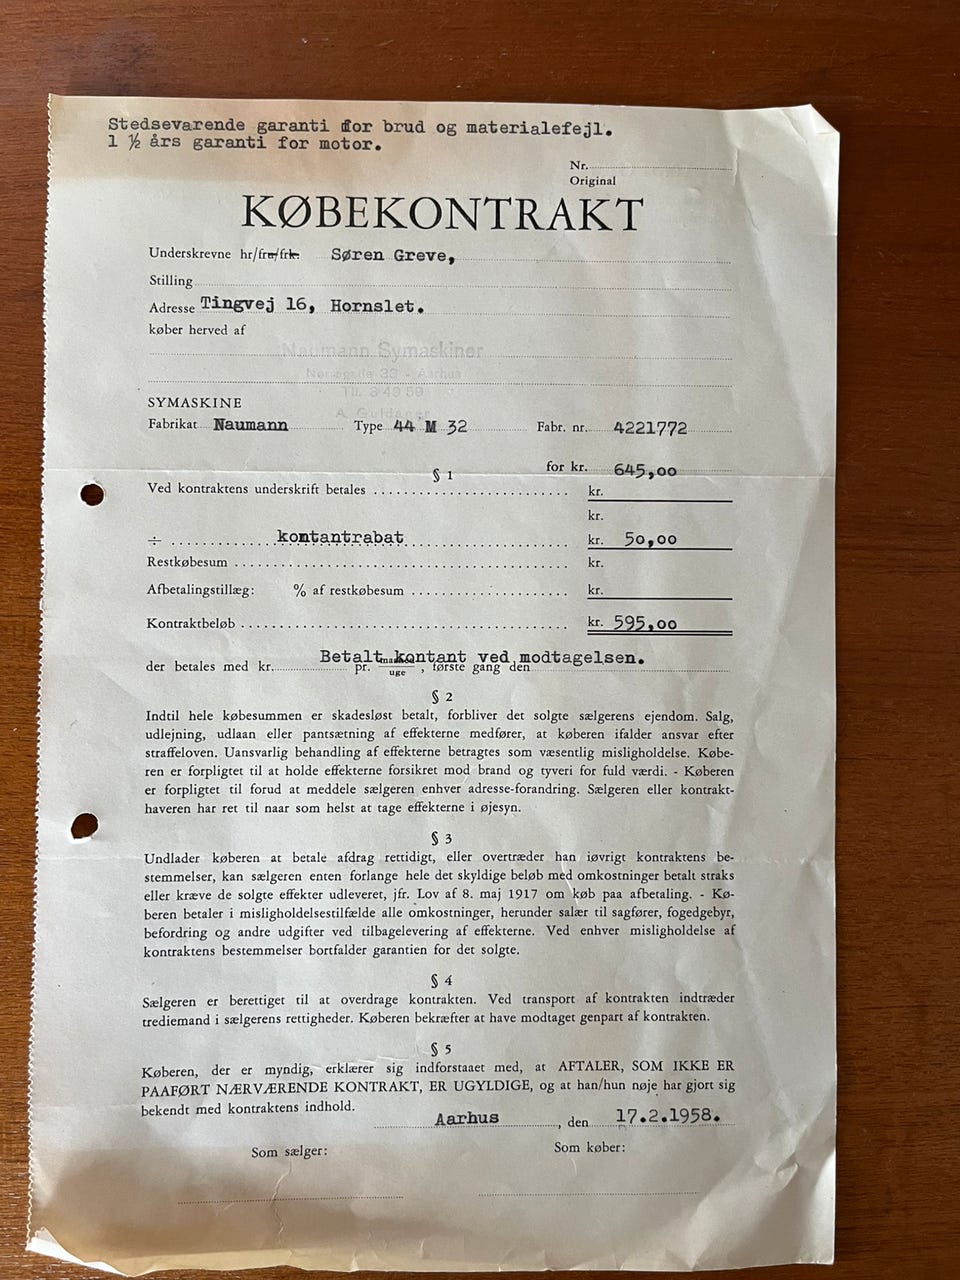 Stedsevarende garanti for brud og materialefejl.
1 ½ års garanti for motor.
Nr.
Original
KØBEKONTRAKT
Underskrevne hr/fru/frk. Søren Greve,
Stilling
Adresse Tingvej 16, Hornslet.
køber herved af
Naumann Symaskiner
33 - Aarhus
Tlf. 3 49 59
A. Guldager
SYMASKINE
Fabrikat Naumann Type 44 M 32 Fabr. nr. 4221772
for kr. 645,00
§ 1
Ved kontraktens underskrift betales kr.
kr.
÷ kontantrabat kr. 50,00
Restkøbesum kr.
Afbetalingstillæg: % af restkøbesum kr.
Kontraktbeløb kr. 595,00
Betalt kontant ved modtagelsen.
der betales med kr. pr. uge, første gang den
§ 2
Indtil hele købesummen er skadesløst betalt, forbliver det solgte sælgerens ejendom. Salg,
udlejning, udlaan eller pantsætning af effekterne medfører, at køberen ifalder ansvar efter
straffeloven. Uansvarlig behandling af effekterne betragtes som væsentlig misligholdelse. Købe-
ren er forpligtet til at holde effekterne forsikret mod brand og tyveri for fuld værdi. - Køberen
er forpligtet til forud at meddele sælgeren enhver adresse-forandring. Sælgeren eller kontrakt-
haveren har ret til naar som helst at tage effekterne i øjesyn.
§ 3
Undlader køberen at betale afdrag rettidigt, eller overtræder han iøvrigt kontraktens be-
stemmelser, kan sælgeren enten forlange hele det skyldige beløb med omkostninger betalt straks
eller kræve de solgte effekter udleveret, jfr. Lov af 8. maj 1917 om køb paa afbetaling. - Kø-
beren betaler i misligholdelsestilfælde alle omkostninger, herunder salær til sagfører, fogedgebyr,
befordring og andre udgifter ved tilbagelevering af effekterne. Ved enhver misligholdelse af
kontraktens bestemmelser bortfalder garantien for det solgte.
§ 4
Sælgeren er berettiget til at overdrage kontrakten. Ved transport af kontrakten indtræder
trediemand i sælgerens rettigheder. Køberen bekræfter at have modtaget genpart af kontrakten.
§ 5
Køberen, der er myndig, erklærer sig indforstaaet med, at AFTALER, SOM IKKE ER
PAAFØRT NÆRVÆRENDE KONTRAKT, ER UGYLDIGE, og at han/hun nøje har gjort sig
bekendt med kontraktens indhold.
Aarhus, den 17.2.1958.
Som sælger: Som køber: